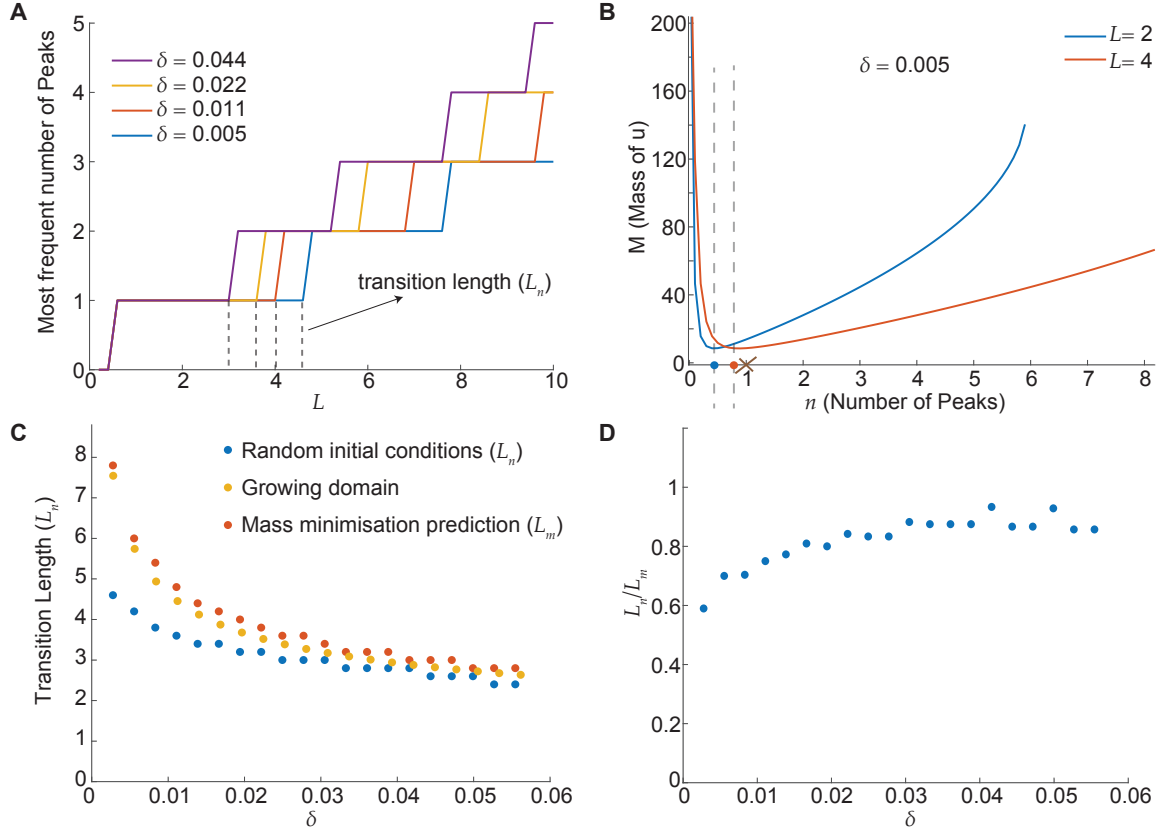 A
Most frequent number of Peaks
5
4
3
2
1
0
δ = 0.044
δ = 0.022
δ = 0.011
δ = 0.005
transition length (Lₙ)
0 2 4 6 8 10
L
B
M (Mass of u)
200
160
120
80
40
0
δ = 0.005
L= 2
L= 4
0 1 2 3 4 5 6 7 8
n (Number of Peaks)
C
Transition Length (Lₙ)
8
7
6
5
4
3
2
1
0
Random initial conditions (Lₙ)
Growing domain
Mass minimisation prediction (Lₘ)
0 0.01 0.02 0.03 0.04 0.05 0.06
δ
D
Lₙ/Lₘ
1
0.8
0.6
0.4
0.2
0
0 0.01 0.02 0.03 0.04 0.05 0.06
δ